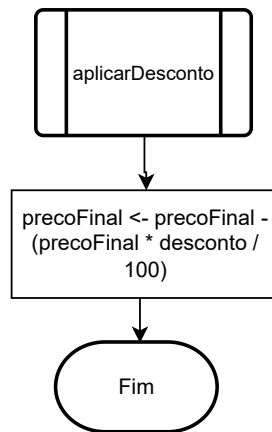 aplicarDesconto
precoFinal <- precoFinal -
(precoFinal * desconto /
100)
Fim